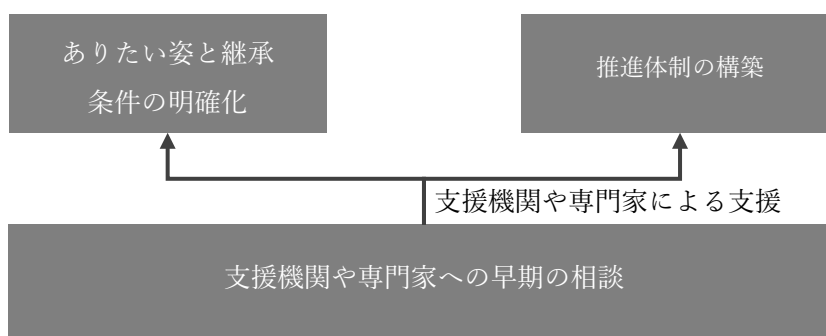 ありたい姿と継承
条件の明確化
推進体制の構築
支援機関や専門家による支援
支援機関や専門家への早期の相談